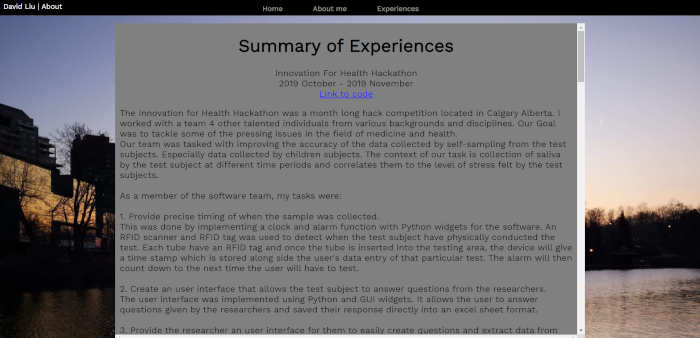 David Liu | About
Home
About me
Experiences
Summary of Experiences
Innovation For Health Hackathon
2019 October - 2019 November
Link to code
The Innovation for Health Hackathon was a month long hack competition located in Calgary Alberta. I
worked with a team 4 other talented individuals from various backgrounds and disciplines. Our Goal
was to tackle some of the pressing issues in the field of medicine and health.
Our team was tasked with improving the accuracy of the data collected by self-sampling from the test
subjects. Especially data collected by children subjects. The context of our task is collection of saliva
by the test subject at different time periods and correlates them to the level of stress felt by the test
subjects.
As a member of the software team, my tasks were:
1. Provide precise timing of when the sample was collected.
This was done by implementing a clock and alarm function with Python widgets for the software. An
RFID scanner and RFID tag was used to detect when the test subject have physically conducted the
test. Each tube have an RFID tag and once the tube is inserted into the testing area, the device will give
a time stamp which is stored along side the user's data entry of that particular test. The alarm will then
count down to the next time the user will have to test.
2. Create an user interface that allows the test subject to answer questions from the researchers.
The user interface was implemented using Python and GUI widgets. It allows the user to answer
questions given by the researchers and saved their response directly into an excel sheet format.
3. Provide the researcher an user interface for them to easily create questions and extract data from